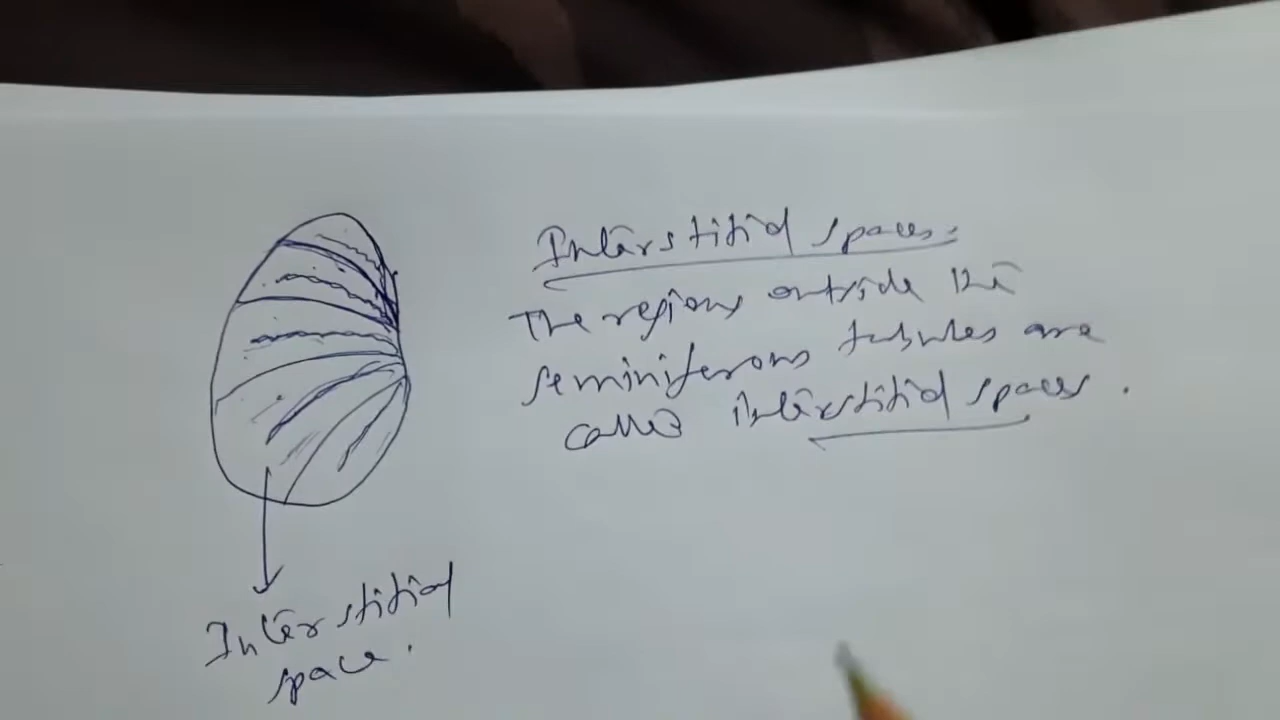 Interstitial spaces:
The regions outside the
seminiferous tubules are
called interstitial spaces.
Interstitial
space.